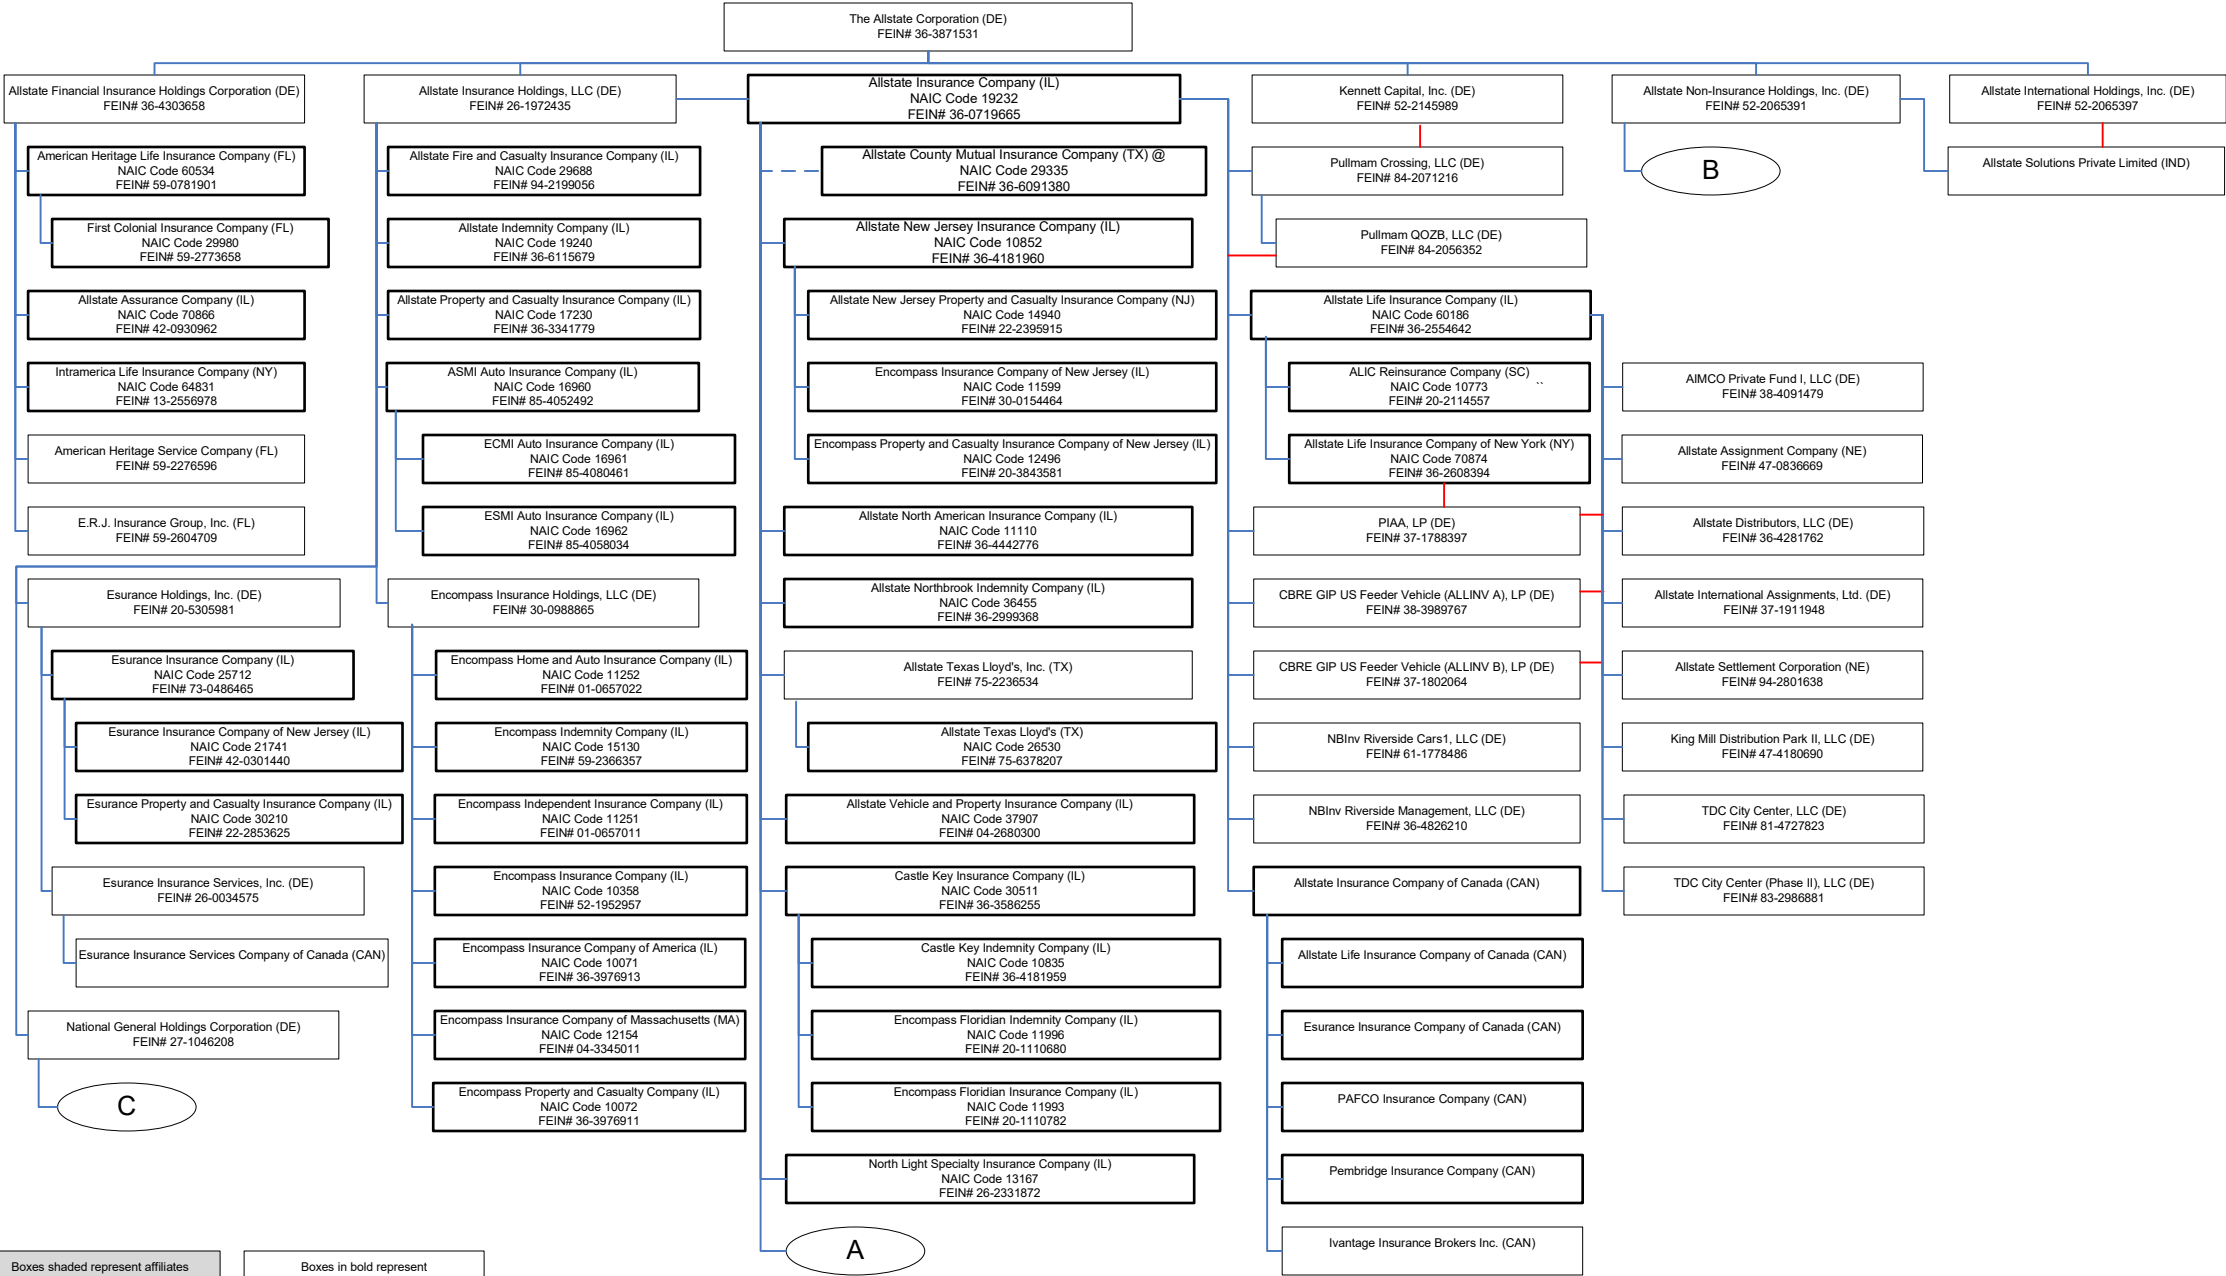 The Allstate Corporation (DE)
FEIN# 36-3871531
Allstate Financial Insurance Holdings Corporation (DE)
FEIN# 36-4303658
American Heritage Life Insurance Company (FL)
NAIC Code 60534
FEIN# 59-0781901
First Colonial Insurance Company (FL)
NAIC Code 29980
FEIN# 59-2773658
Allstate Assurance Company (IL)
NAIC Code 70866
FEIN# 42-0930962
Intramerica Life Insurance Company (NY)
NAIC Code 64831
FEIN# 13-2556978
American Heritage Service Company (FL)
FEIN# 59-2276596
E.R.J. Insurance Group, Inc. (FL)
FEIN# 59-2604709
Esurance Holdings, Inc. (DE)
FEIN# 20-5305981
Esurance Insurance Company (IL)
NAIC Code 25712
FEIN# 73-0486465
Esurance Insurance Company of New Jersey (IL)
NAIC Code 21741
FEIN# 42-0301440
Esurance Property and Casualty Insurance Company (IL)
NAIC Code 30210
FEIN# 22-2853625
Esurance Insurance Services, Inc. (DE)
FEIN# 26-0034575
Esurance Insurance Services Company of Canada (CAN)
National General Holdings Corporation (DE)
FEIN# 27-1046208
C
Allstate Insurance Holdings, LLC (DE)
FEIN# 26-1972435
Allstate Fire and Casualty Insurance Company (IL)
NAIC Code 29688
FEIN# 94-2199056
Allstate Indemnity Company (IL)
NAIC Code 19240
FEIN# 36-6115679
Allstate Property and Casualty Insurance Company (IL)
NAIC Code 17230
FEIN# 36-3341779
ASMI Auto Insurance Company (IL)
NAIC Code 16960
FEIN# 85-4052492
ECMI Auto Insurance Company (IL)
NAIC Code 16961
FEIN# 85-4080461
ESMI Auto Insurance Company (IL)
NAIC Code 16962
FEIN# 85-4058034
Encompass Insurance Holdings, LLC (DE)
FEIN# 30-0988865
Encompass Home and Auto Insurance Company (IL)
NAIC Code 11252
FEIN# 01-0657022
Encompass Indemnity Company (IL)
NAIC Code 15130
FEIN# 59-2366357
Encompass Independent Insurance Company (IL)
NAIC Code 11251
FEIN# 01-0657011
Encompass Insurance Company (IL)
NAIC Code 10358
FEIN# 52-1952957
Encompass Insurance Company of America (IL)
NAIC Code 10071
FEIN# 36-3976913
Encompass Insurance Company of Massachusetts (MA)
NAIC Code 12154
FEIN# 04-3345011
Encompass Property and Casualty Company (IL)
NAIC Code 10072
FEIN# 36-3976911
Allstate Insurance Company (IL)
NAIC Code 19232
FEIN# 36-0719665
Allstate County Mutual Insurance Company (TX) @
NAIC Code 29335
FEIN# 36-6091380
Allstate New Jersey Insurance Company (IL)
NAIC Code 10852
FEIN# 36-4181960
Allstate New Jersey Property and Casualty Insurance Company (NJ)
NAIC Code 14940
FEIN# 22-2395915
Encompass Insurance Company of New Jersey (IL)
NAIC Code 11599
FEIN# 30-0154464
Encompass Property and Casualty Insurance Company of New Jersey (IL)
NAIC Code 12496
FEIN# 20-3843581
Allstate North American Insurance Company (IL)
NAIC Code 11110
FEIN# 36-4442776
Allstate Northbrook Indemnity Company (IL)
NAIC Code 36455
FEIN# 36-2999368
Allstate Texas Lloyd's, Inc. (TX)
FEIN# 75-2236534
Allstate Texas Lloyd's (TX)
NAIC Code 26530
FEIN# 75-6378207
Allstate Vehicle and Property Insurance Company (IL)
NAIC Code 37907
FEIN# 04-2680300
Castle Key Insurance Company (IL)
NAIC Code 30511
FEIN# 36-3586255
Castle Key Indemnity Company (IL)
NAIC Code 10835
FEIN# 36-4181959
Encompass Floridian Indemnity Company (IL)
NAIC Code 11996
FEIN# 20-1110680
Encompass Floridian Insurance Company (IL)
NAIC Code 11993
FEIN# 20-1110782
North Light Specialty Insurance Company (IL)
NAIC Code 13167
FEIN# 26-2331872
A
Kennett Capital, Inc. (DE)
FEIN# 52-2145989
Pullmam Crossing, LLC (DE)
FEIN# 84-2071216
Pullmam QOZB, LLC (DE)
FEIN# 84-2056352
Allstate Life Insurance Company (IL)
NAIC Code 60186
FEIN# 36-2554642
ALIC Reinsurance Company (SC)
NAIC Code 10773 ``
FEIN# 20-2114557
Allstate Life Insurance Company of New York (NY)
NAIC Code 70874
FEIN# 36-2608394
PIAA, LP (DE)
FEIN# 37-1788397
CBRE GIP US Feeder Vehicle (ALLINV A), LP (DE)
FEIN# 38-3989767
CBRE GIP US Feeder Vehicle (ALLINV B), LP (DE)
FEIN# 37-1802064
NBInv Riverside Cars1, LLC (DE)
FEIN# 61-1778486
NBInv Riverside Management, LLC (DE)
FEIN# 36-4826210
Allstate Insurance Company of Canada (CAN)
Allstate Life Insurance Company of Canada (CAN)
Esurance Insurance Company of Canada (CAN)
PAFCO Insurance Company (CAN)
Pembridge Insurance Company (CAN)
Ivantage Insurance Brokers Inc. (CAN)
Allstate Non-Insurance Holdings, Inc. (DE)
FEIN# 52-2065391
B
Allstate International Holdings, Inc. (DE)
FEIN# 52-2065397
Allstate Solutions Private Limited (IND)
AIMCO Private Fund I, LLC (DE)
FEIN# 38-4091479
Allstate Assignment Company (NE)
FEIN# 47-0836669
Allstate Distributors, LLC (DE)
FEIN# 36-4281762
Allstate International Assignments, Ltd. (DE)
FEIN# 37-1911948
Allstate Settlement Corporation (NE)
FEIN# 94-2801638
King Mill Distribution Park II, LLC (DE)
FEIN# 47-4180690
TDC City Center, LLC (DE)
FEIN# 81-4727823
TDC City Center (Phase II), LLC (DE)
FEIN# 83-2986881
Boxes shaded represent affiliates
Boxes in bold represent